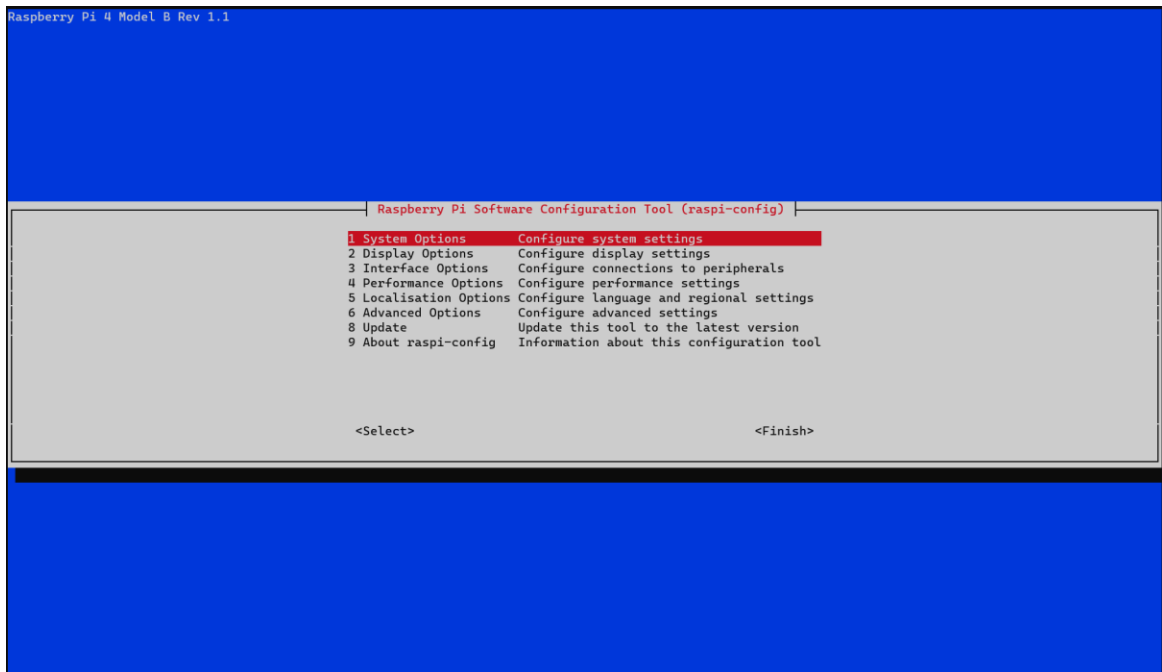 Raspberry Pi 4 Model B Rev 1.1
Raspberry Pi Software Configuration Tool (raspi-config)
1 System Options Configure system settings
2 Display Options Configure display settings
3 Interface Options Configure connections to peripherals
4 Performance Options Configure performance settings
5 Localisation Options Configure language and regional settings
6 Advanced Options Configure advanced settings
8 Update Update this tool to the latest version
9 About raspi-config Information about this configuration tool
<Select> <Finish>